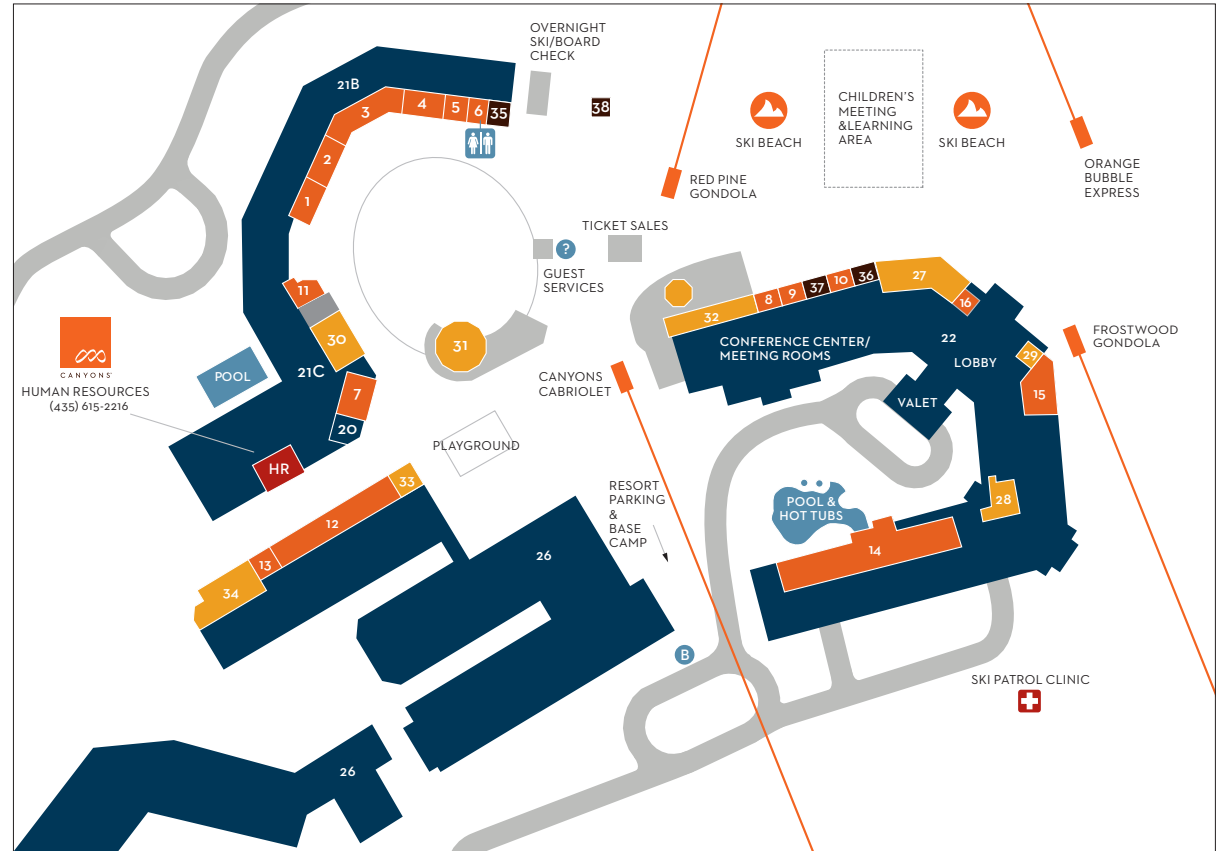 OVERNIGHT
SKI/BOARD
CHECK
21B
3
4
5
6
35
38
2
1
CHILDREN'S
MEETING
&LEARNING
AREA
SKI BEACH
SKI BEACH
ORANGE
BUBBLE
EXPRESS
RED PINE
GONDOLA
TICKET SALES
?
GUEST
SERVICES
11
30
31
21C
7
20
POOL
CANYONS
HUMAN RESOURCES
(435) 615-2216
HR
PLAYGROUND
32
8
9
37
10
36
27
16
CONFERENCE CENTER/
MEETING ROOMS
22
LOBBY
29
15
VALET
FROSTWOOD
GONDOLA
CANYONS
CABRIOLET
RESORT
PARKING
&
BASE
CAMP
POOL &
HOT TUBS
28
14
33
12
13
34
26
B
SKI PATROL CLINIC
26